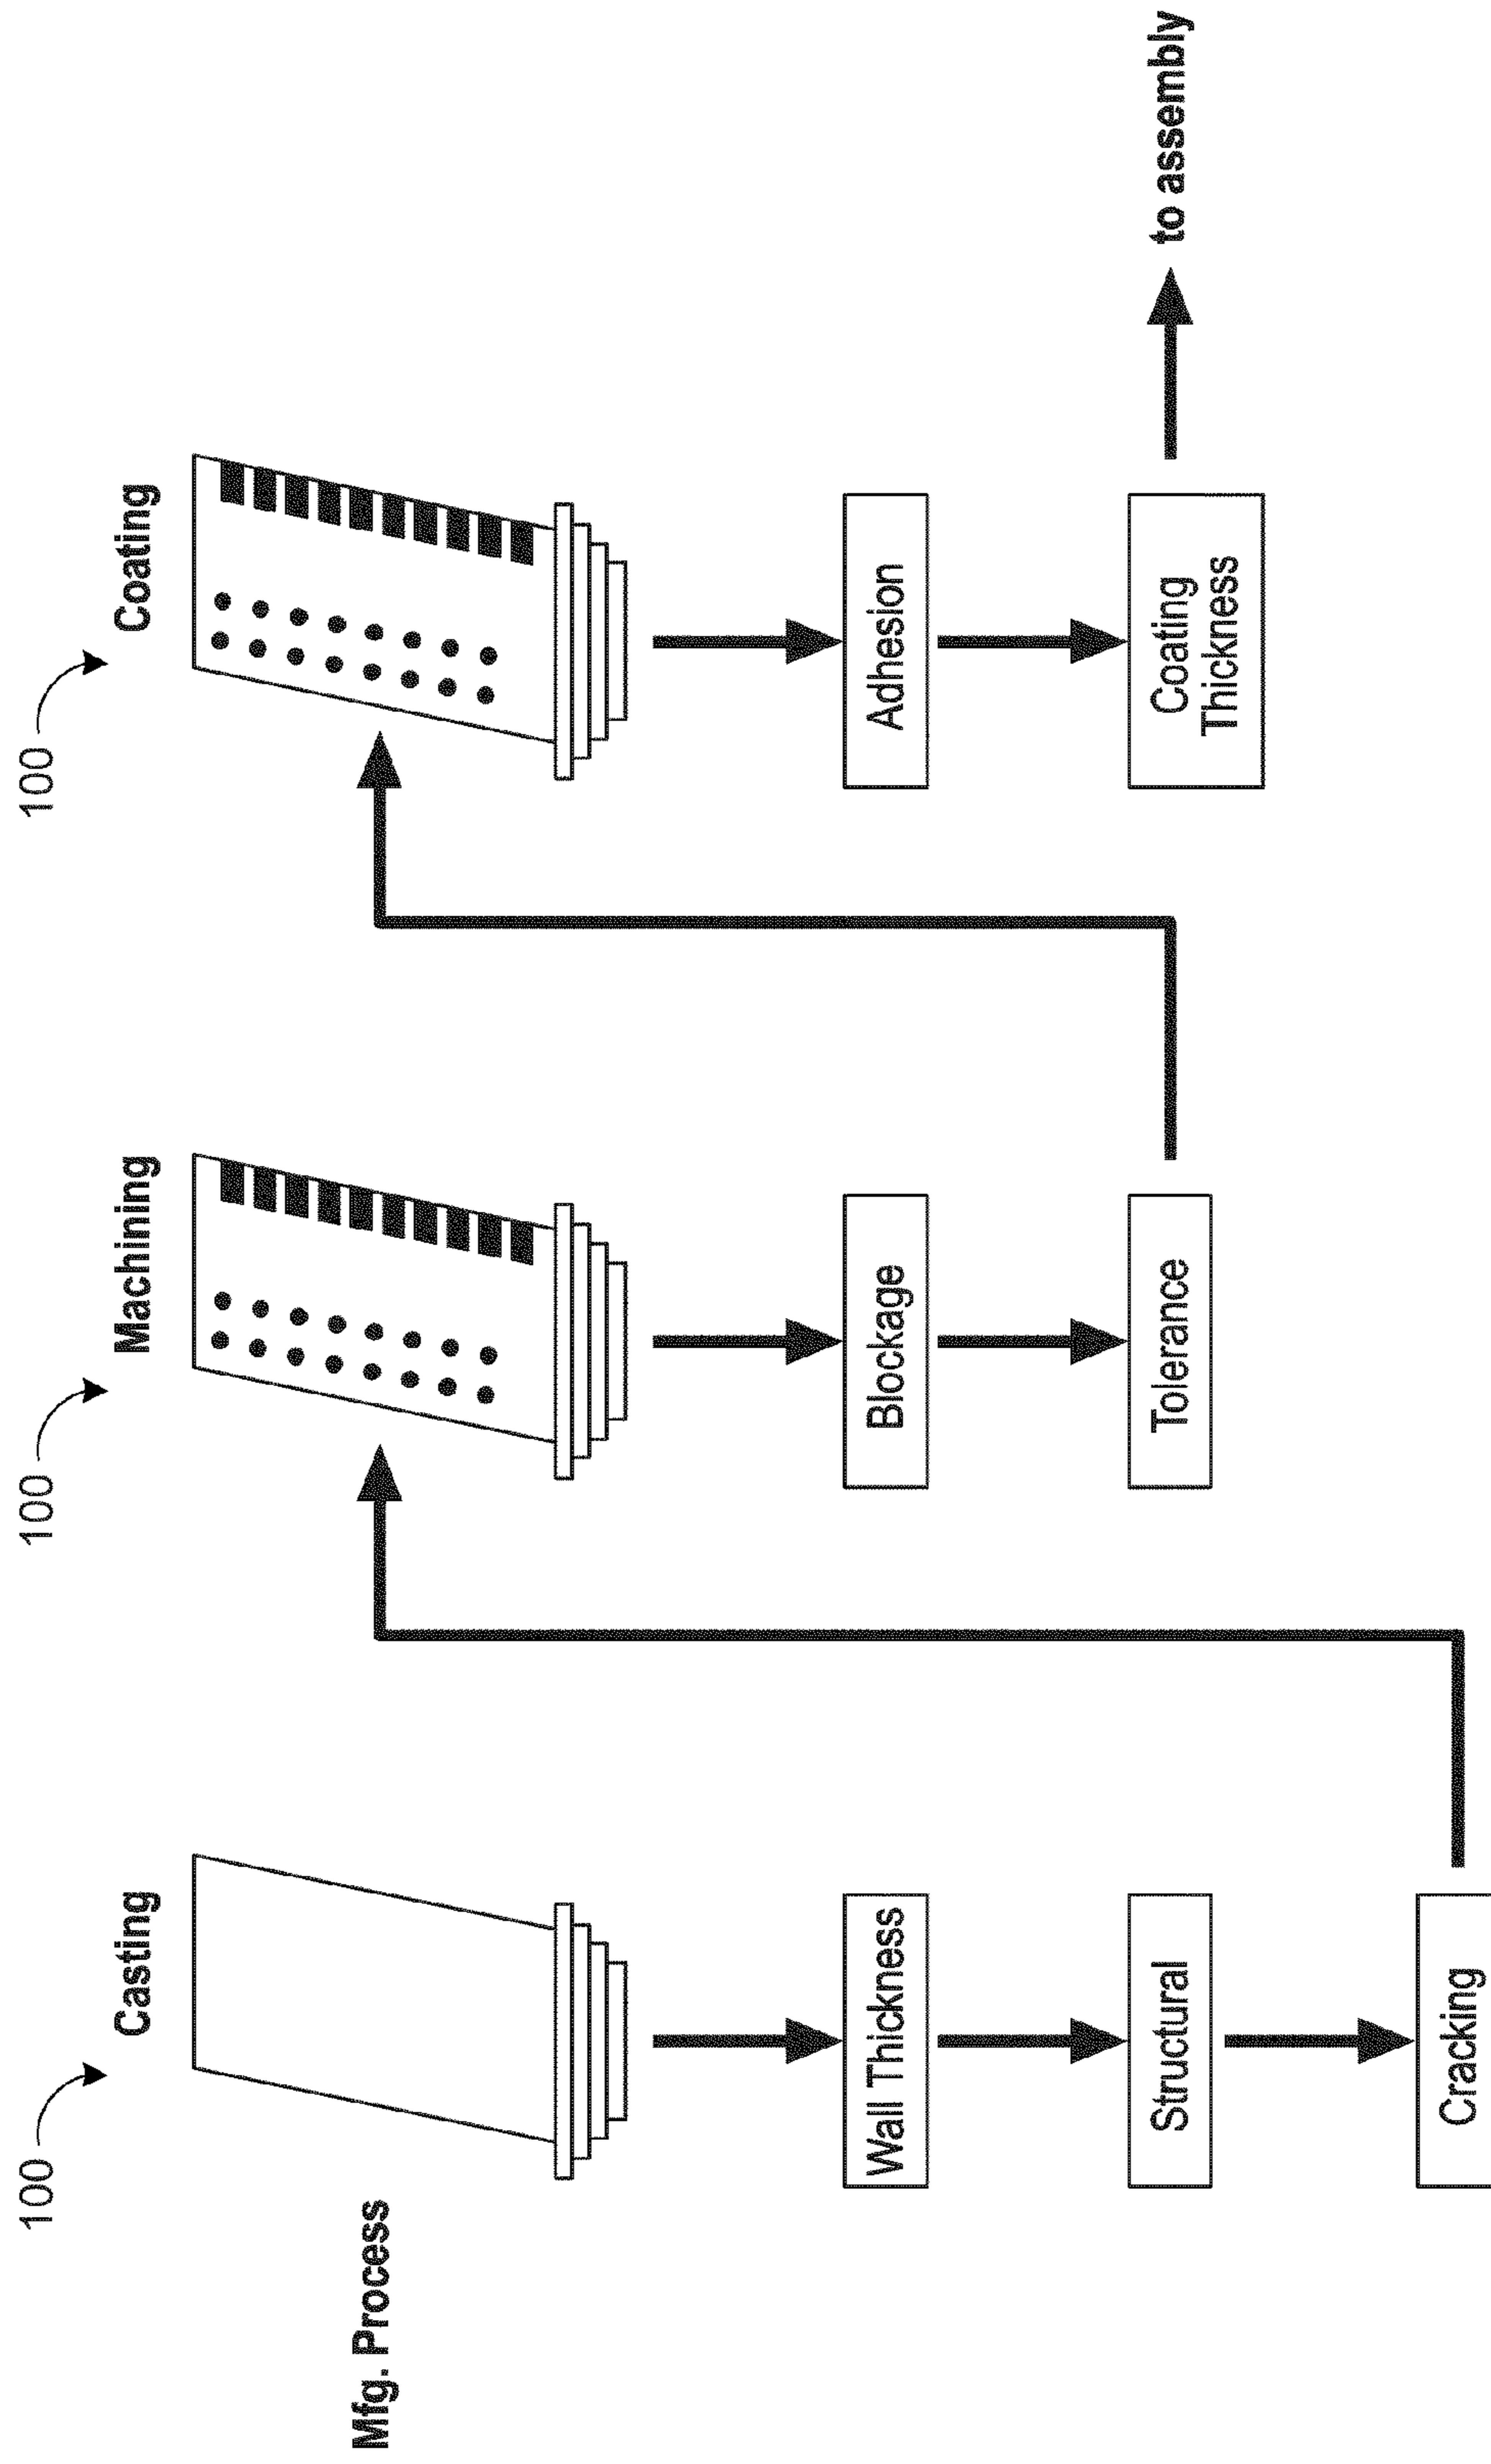 100
100
100
Casting
Machining
Coating
Mfg. Process
Wall Thickness
Blockage
Adhesion
Structural
Tolerance
Coating
Thickness
to assembly
Cracking